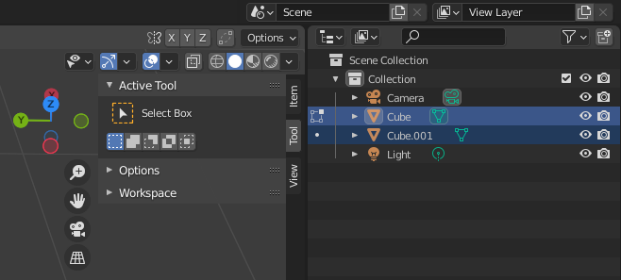 Scene
View Layer
X Y Z
Options
Scene Collection
Active Tool
Collection
Select Box
Item
Camera
Cube
Tool
Cube.001
Light
Options
View
Workspace
Z
Y